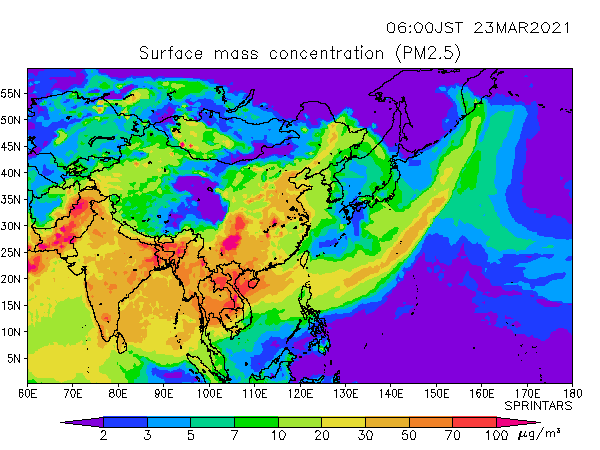 06:00JST 23MAR2021
Surface mass concentration (PM2.5)
55N
50N
45N
40N
35N
30N
25N
20N
15N
10N
5N
60E 70E 80E 90E 100E 110E 120E 130E 140E 150E 160E 170E 180
SPRINTARS
2 3 5 7 10 20 30 50 70 100 μg/m³